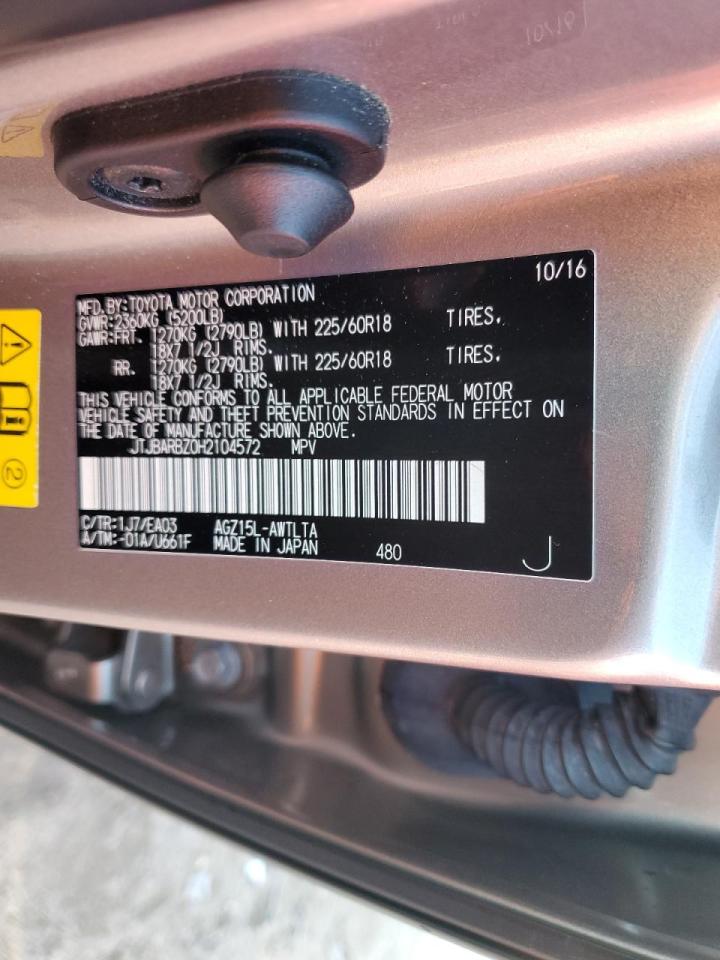 10/16
MFD.BY:TOYOTA MOTOR CORPORATION
GVWR:2360KG (5200LB)
GAWR:FRT. 1270KG (2790LB) WITH 225/60R18 TIRES,
18X7 1/2J RIMS.
RR. 1270KG (2790LB) WITH 225/60R18 TIRES,
18X7 1/2J RIMS.
THIS VEHICLE CONFORMS TO ALL APPLICABLE FEDERAL MOTOR
VEHICLE SAFETY AND THEFT PREVENTION STANDARDS IN EFFECT ON
THE DATE OF MANUFACTURE SHOWN ABOVE.
JTJBARBZ0H2104572 MPV
C/TR:1J7/EA03 AGZ15L-AWTLTA
A/TM:-01A/U661F MADE IN JAPAN 480 J
2